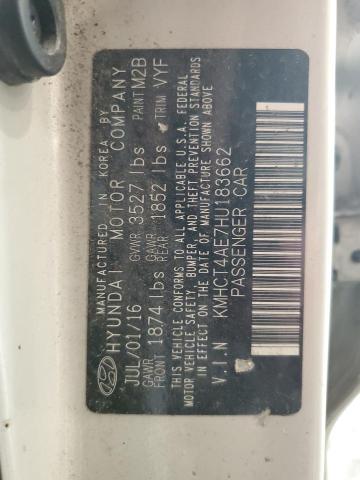 MANUFACTURED IN KOREA BY
HYUNDAI MOTOR COMPANY
JUL/01/16 GVWR 3527 lbs PAINT M2B
GAWR FRONT 1874 lbs GAWR REAR 1852 lbs TRIM VYF
THIS VEHICLE CONFORMS TO ALL APPLICABLE U.S.A. FEDERAL
MOTOR VEHICLE SAFETY, BUMPER, AND THEFT PREVENTION STANDARDS
IN EFFECT ON THE DATE OF MANUFACTURE SHOWN ABOVE
V.I.N KMHCT4AE7HU183662
PASSENGER CAR